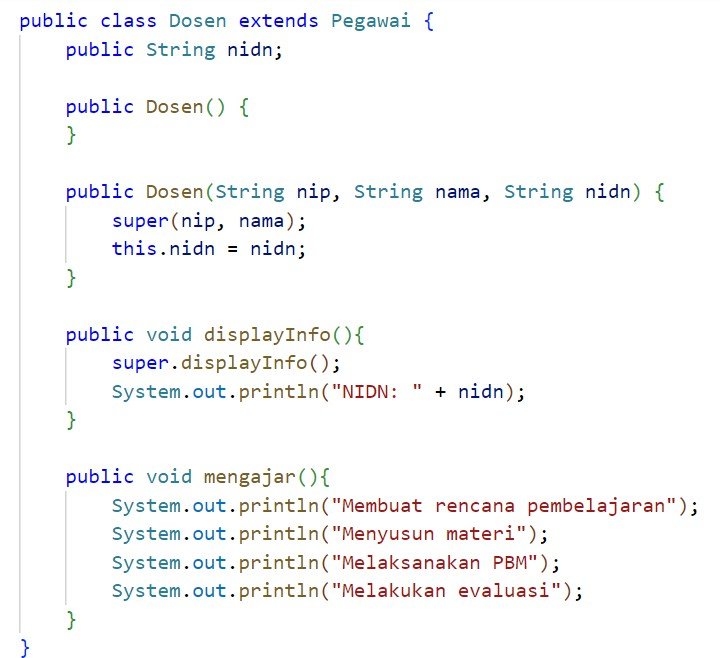 public class Dosen extends Pegawai {
    public String nidn;

    public Dosen() {
    }

    public Dosen(String nip, String nama, String nidn) {
        super(nip, nama);
        this.nidn = nidn;
    }

    public void displayInfo(){
        super.displayInfo();
        System.out.println("NIDN: " + nidn);
    }

    public void mengajar(){
        System.out.println("Membuat rencana pembelajaran");
        System.out.println("Menyusun materi");
        System.out.println("Melaksanakan PBM");
        System.out.println("Melakukan evaluasi");
    }
}